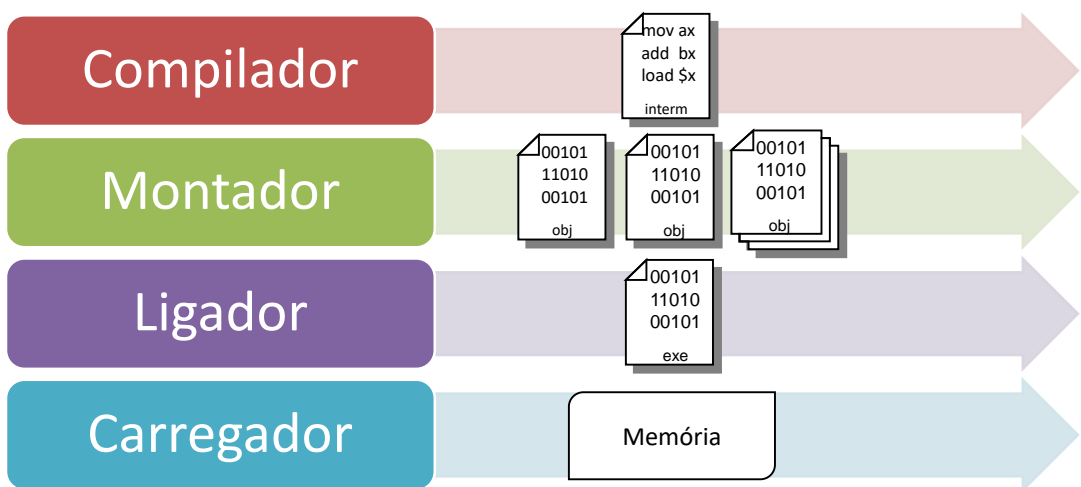 Compilador
mov ax
add bx
load $x
interm
Montador
00101
11010
00101
obj
00101
11010
00101
obj
00101
11010
00101
obj
Ligador
00101
11010
00101
exe
Carregador
Memória